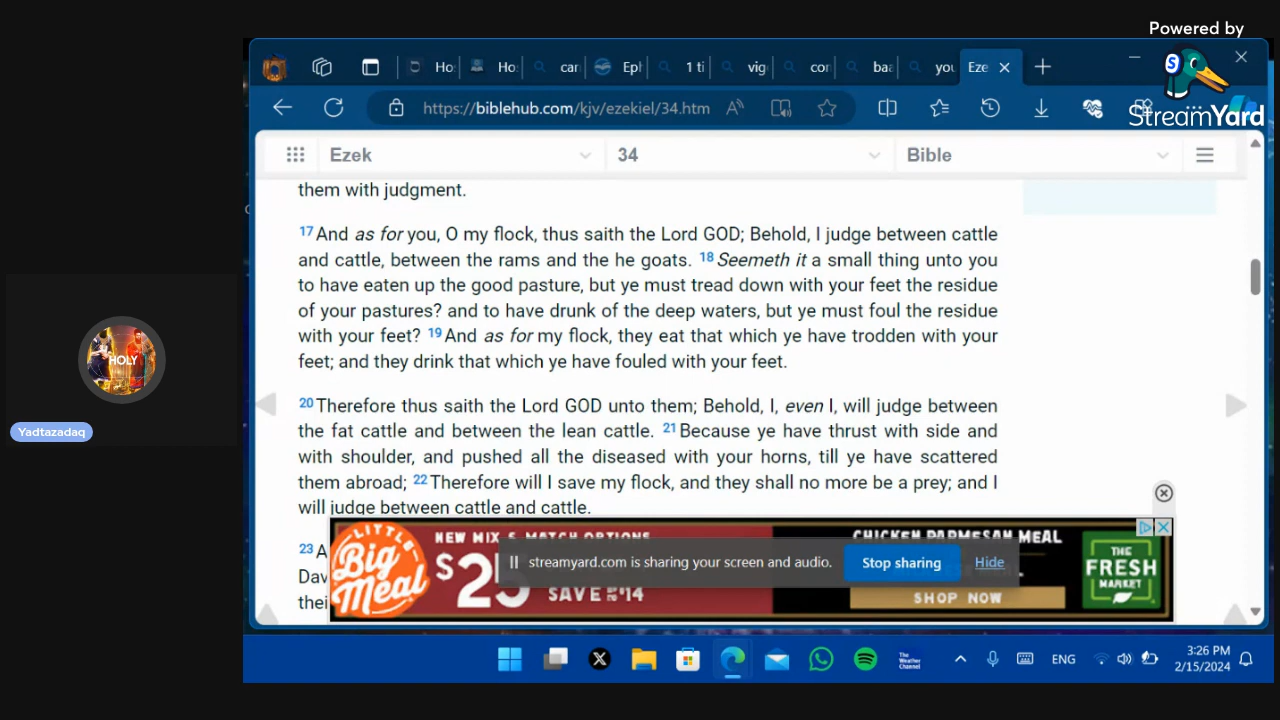 Powered by
StreamYard
Ho
Ho
car
Epl
1 ti
vig
cor
baa
you
Eze
https://biblehub.com/kjv/ezekiel/34.htm
Ezek
34
Bible
them with judgment.
17 And as for you, O my flock, thus saith the Lord GOD; Behold, I judge between cattle
and cattle, between the rams and the he goats. 18 Seemeth it a small thing unto you
to have eaten up the good pasture, but ye must tread down with your feet the residue
of your pastures? and to have drunk of the deep waters, but ye must foul the residue
with your feet? 19 And as for my flock, they eat that which ye have trodden with your
feet; and they drink that which ye have fouled with your feet.
20 Therefore thus saith the Lord GOD unto them; Behold, I, even I, will judge between
the fat cattle and between the lean cattle. 21 Because ye have thrust with side and
with shoulder, and pushed all the diseased with your horns, till ye have scattered
them abroad; 22 Therefore will I save my flock, and they shall no more be a prey; and I
will judge between cattle and cattle.
23 A
Dav
thei
LITTLE
Big
Meal
NEW MIX & MATCH OPTIONS
$25
SAVE UP TO $14
CHICKEN PARMESAN MEAL
SHOP NOW
THE
FRESH
MARKET
streamyard.com is sharing your screen and audio.
Stop sharing
Hide
HOLY
Yadtazadaq
The
Weather
Channel
ENG
3:26 PM
2/15/2024